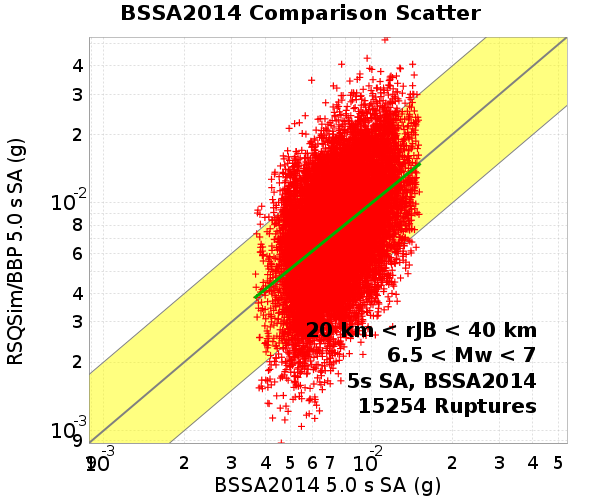 BSSA2014 Comparison Scatter
RSQSim/BBP 5.0 s SA (g)
4
3
2
10-2
8
6
4
3
2
10-3
9
20 km < rJB < 40 km
6.5 < Mw < 7
5s SA, BSSA2014
15254 Ruptures
9 10-3 2 3 4 5 6 7 10-2 2 3 4 5
BSSA2014 5.0 s SA (g)